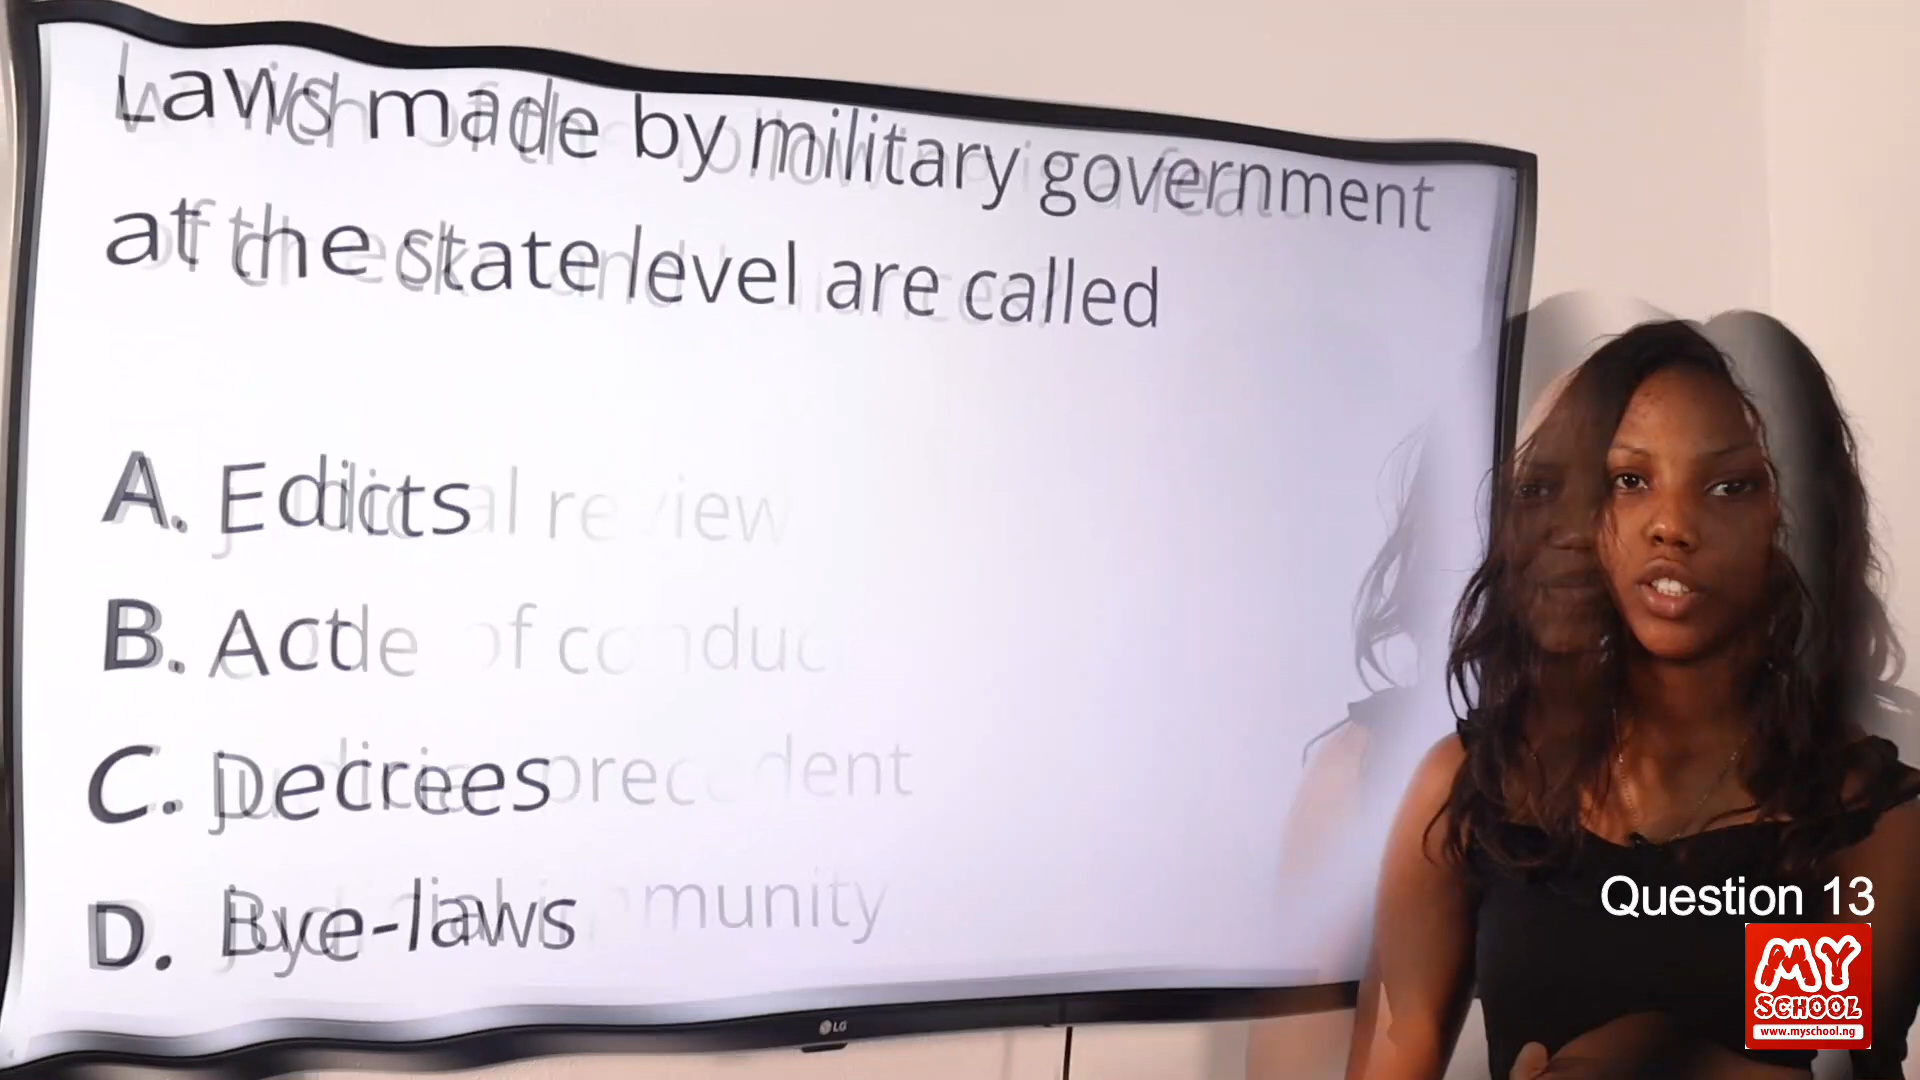 Laws made by military government
at the state level are called
A. Edicts
B. Act
C. Decrees
D. Bye-laws
LG
Question 13
MY
SCHOOL
www.myschool.ng